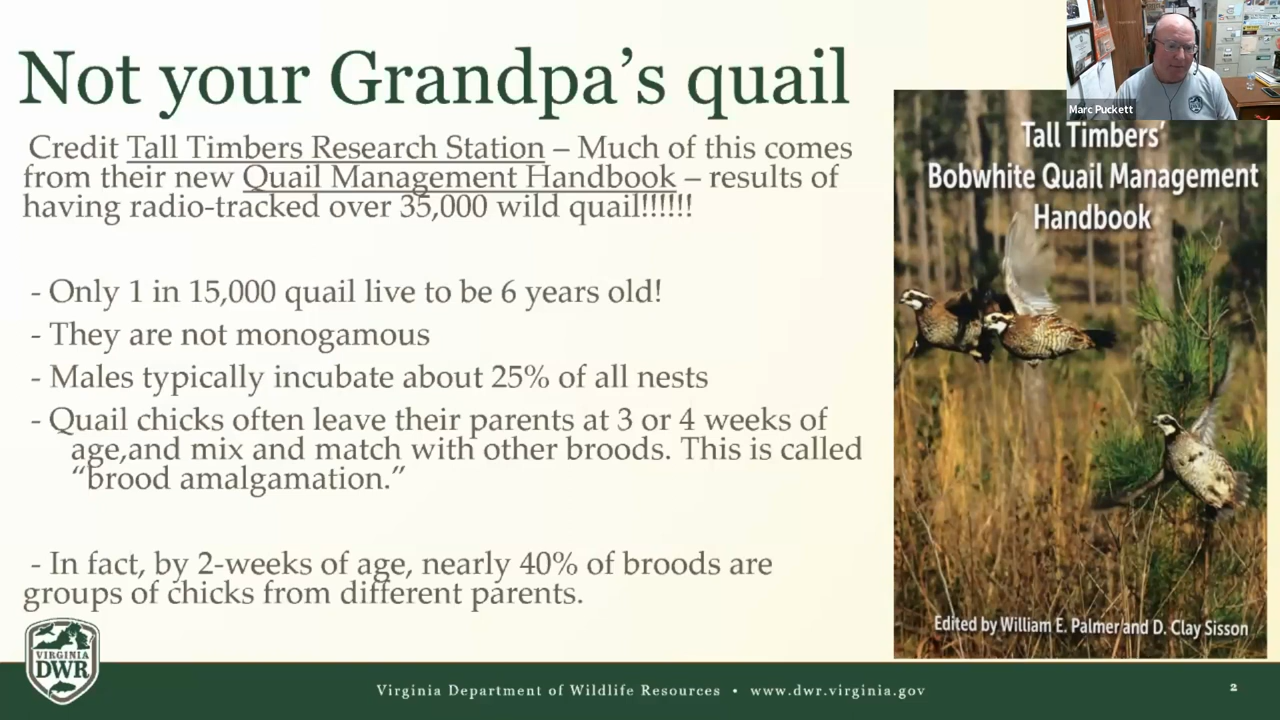 Not your Grandpa's quail
Marc Puckett
Credit Tall Timbers Research Station – Much of this comes
from their new Quail Management Handbook – results of
having radio-tracked over 35,000 wild quail!!!!!!
- Only 1 in 15,000 quail live to be 6 years old!
- They are not monogamous
- Males typically incubate about 25% of all nests
- Quail chicks often leave their parents at 3 or 4 weeks of
age,and mix and match with other broods. This is called
“brood amalgamation.”
- In fact, by 2-weeks of age, nearly 40% of broods are
groups of chicks from different parents.
Tall Timbers'
Bobwhite Quail Management
Handbook
Edited by William E. Palmer and D. Clay Sisson
VIRGINIA
DWR
Virginia Department of Wildlife Resources • www.dwr.virginia.gov
2